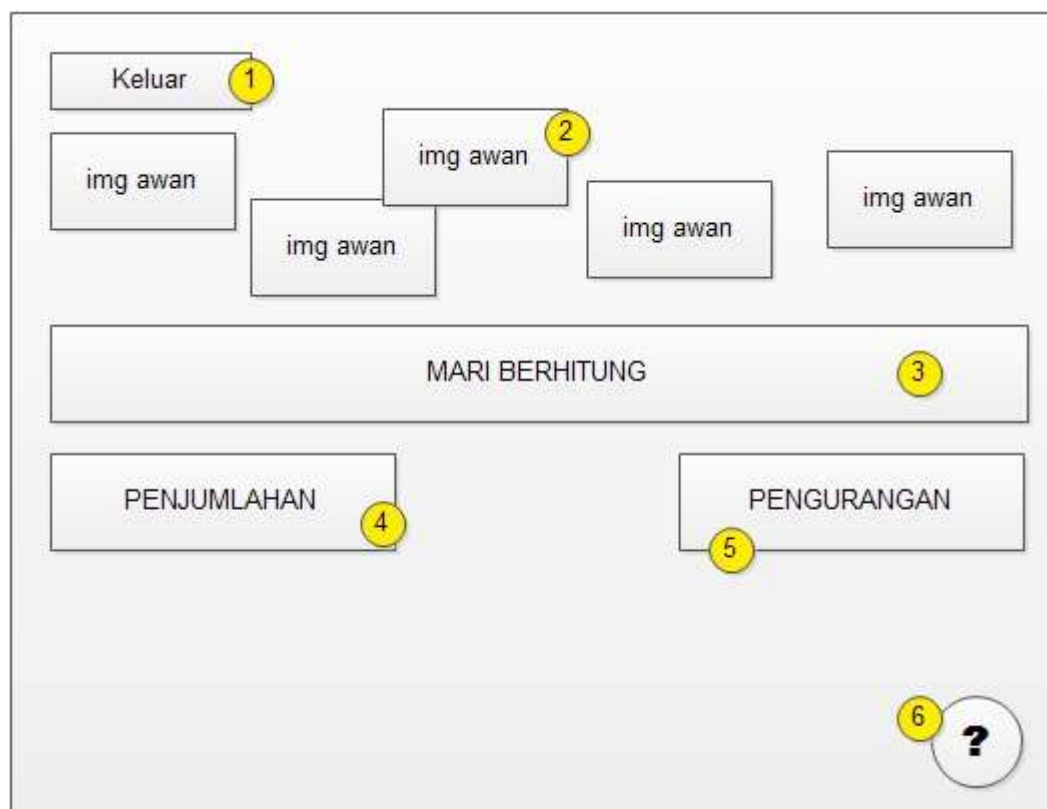 Keluar
1
img awan
2
img awan
img awan
img awan
img awan
MARI BERHITUNG
3
PENJUMLAHAN
4
PENGURANGAN
5
6
?